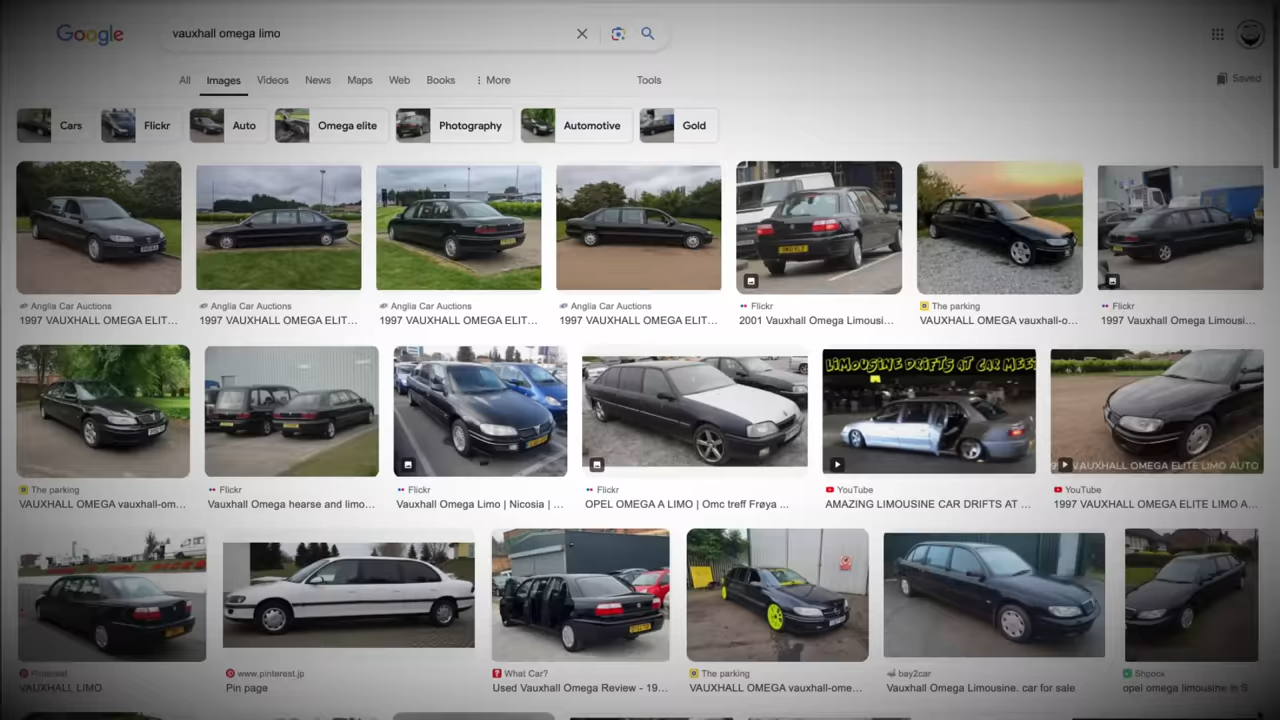 Google
vauxhall omega limo
All Images Videos News Maps Web Books More Tools
Saved
Cars Flickr Auto Omega elite Photography Automotive Gold
Anglia Car Auctions
1997 VAUXHALL OMEGA ELIT...
Anglia Car Auctions
1997 VAUXHALL OMEGA ELIT...
Anglia Car Auctions
1997 VAUXHALL OMEGA ELIT...
Anglia Car Auctions
1997 VAUXHALL OMEGA ELIT...
Flickr
2001 Vauxhall Omega Limousi...
The parking
VAUXHALL OMEGA vauxhall-o...
Flickr
1997 Vauxhall Omega Limousi...
LIMOUSINE DRIFTS AT CAR MEET
VAUXHALL OMEGA ELITE LIMO AUTO
The parking
VAUXHALL OMEGA vauxhall-om...
Flickr
Vauxhall Omega hearse and limo...
Flickr
Vauxhall Omega Limo | Nicosia | ...
Flickr
OPEL OMEGA A LIMO | Omc treff Frøya ...
YouTube
AMAZING LIMOUSINE CAR DRIFTS AT ...
YouTube
1997 VAUXHALL OMEGA ELITE LIMO A...
Pinterest
VAUXHALL LIMO
www.pinterest.jp
Pin page
What Car?
Used Vauxhall Omega Review - 19...
The parking
VAUXHALL OMEGA vauxhall-ome...
bay2car
Vauxhall Omega Limousine. car for sale
Shpock
opel omega limousine in S